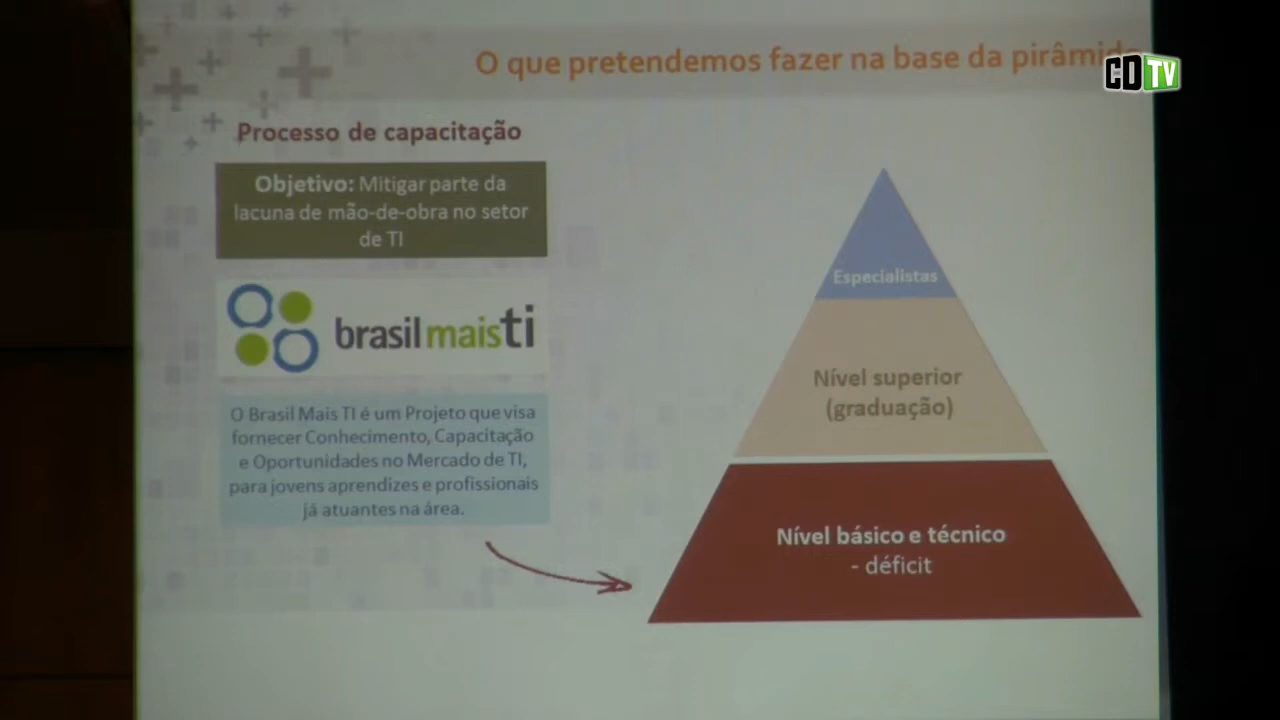 O que pretendemos fazer na base da pirâmide
CDTV
Processo de capacitação
Objetivo: Mitigar parte da
lacuna de mão-de-obra no setor
de TI
brasil mais ti
O Brasil Mais TI é um Projeto que visa
fornecer Conhecimento, Capacitação
e Oportunidades no Mercado de TI,
para jovens aprendizes e profissionais
já atuantes na área.
Especialistas
Nível superior
(graduação)
Nível básico e técnico
- déficit